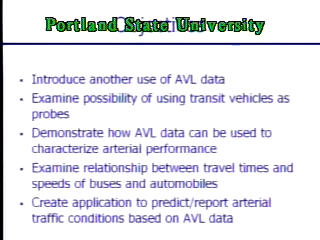 Portland State University
• Introduce another use of AVL data
• Examine possibility of using transit vehicles as
probes
• Demonstrate how AVL data can be used to
characterize arterial performance
• Examine relationship between travel times and
speeds of buses and automobiles
• Create application to predict/report arterial
traffic conditions based on AVL data